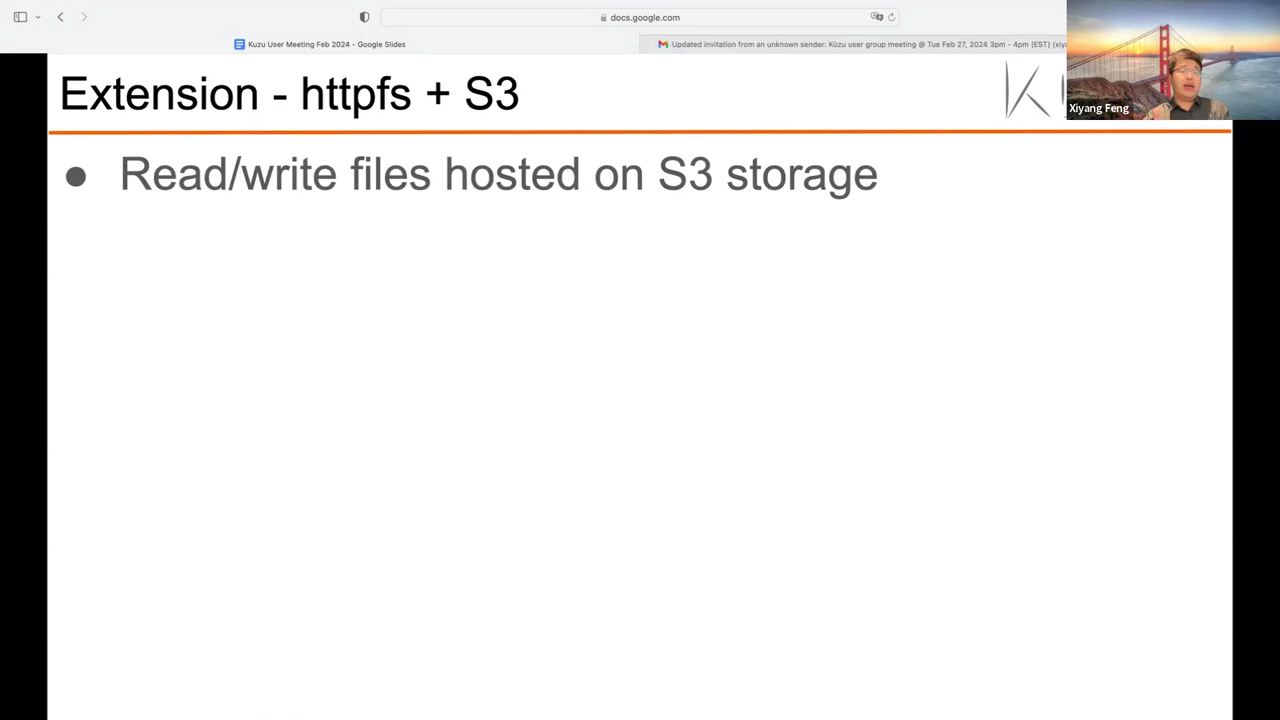 docs.google.com
Kuzu User Meeting Feb 2024 - Google Slides
Updated invitation from an unknown sender: Kùzu user group meeting @ Tue Feb 27, 2024 3pm - 4pm (EST) (xiy
Extension - httpfs + S3
K
Xiyang Feng
● Read/write files hosted on S3 storage